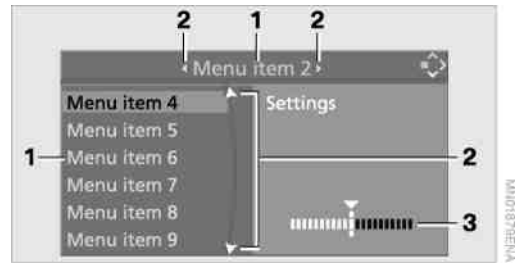 2 1 2
Menu item 2
Menu item 4 Settings
Menu item 5
1 Menu item 6 2
Menu item 7
Menu item 8 3
Menu item 9
MN01879ENA